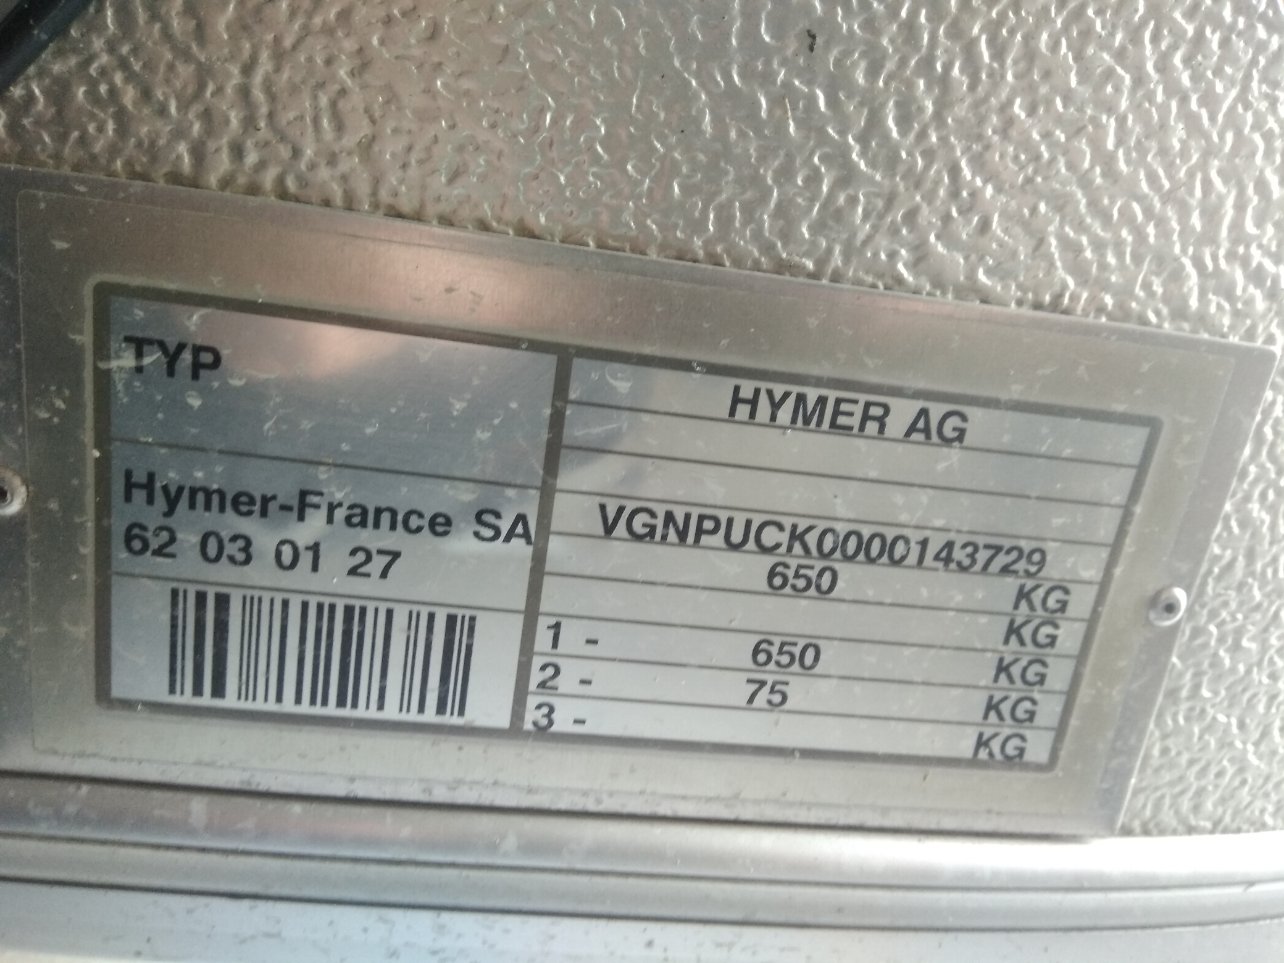 TYP
Hymer-France SA
62 03 01 27
HYMER AG
VGNPUCK0000143729
650 KG
KG
1 - 650 KG
2 - 75 KG
3 - KG